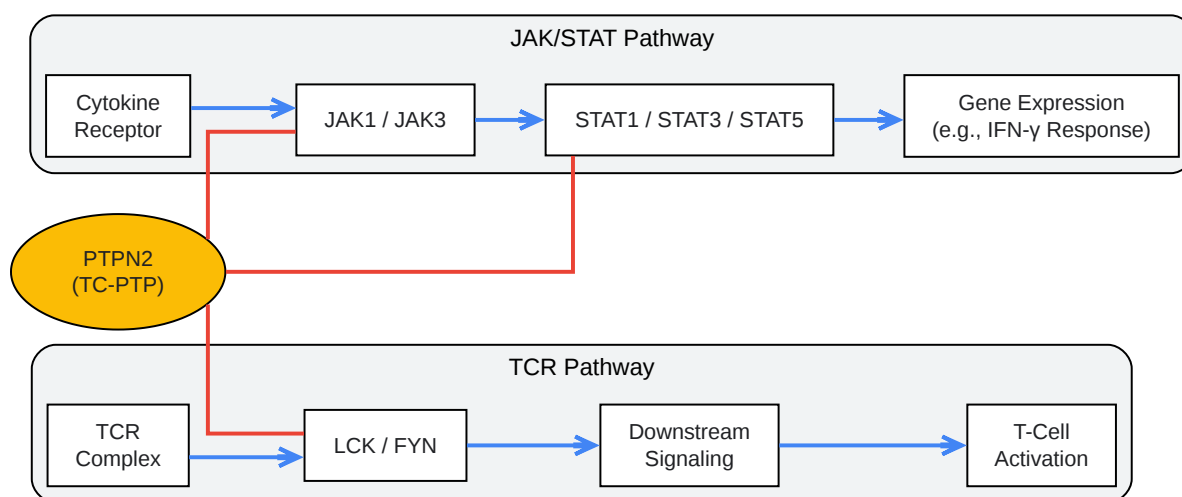 JAK/STAT Pathway
Cytokine
Receptor
JAK1 / JAK3
STAT1 / STAT3 / STAT5
Gene Expression
(e.g., IFN-γ Response)
PTPN2
(TC-PTP)
TCR Pathway
TCR
Complex
LCK / FYN
Downstream
Signaling
T-Cell
Activation